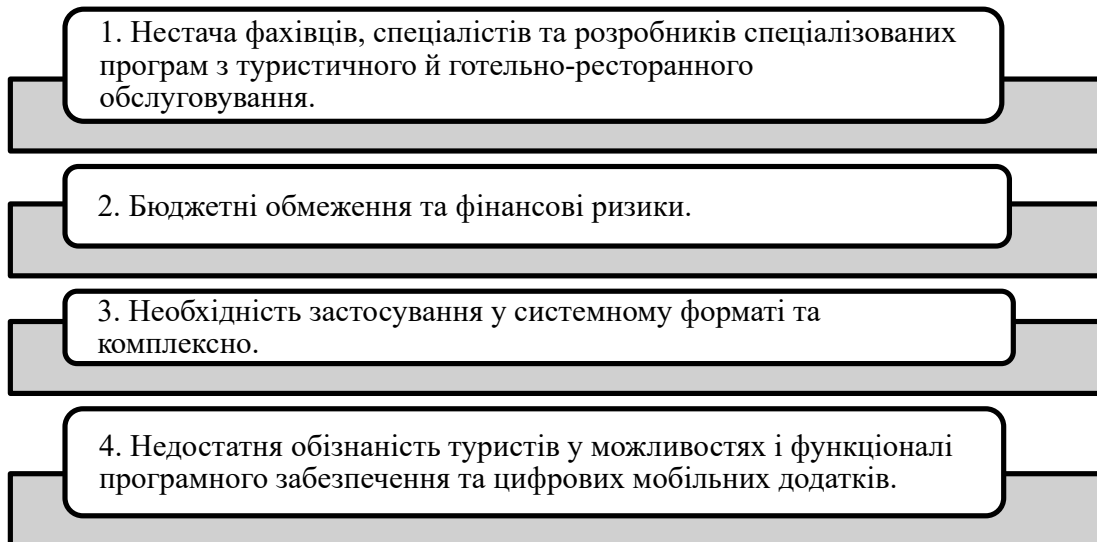 1. Нестача фахівців, спеціалістів та розробників спеціалізованих
програм з туристичного й готельно-ресторанного
обслуговування.
2. Бюджетні обмеження та фінансові ризики.
3. Необхідність застосування у системному форматі та
комплексно.
4. Недостатня обізнаність туристів у можливостях і функціоналі
програмного забезпечення та цифрових мобільних додатків.